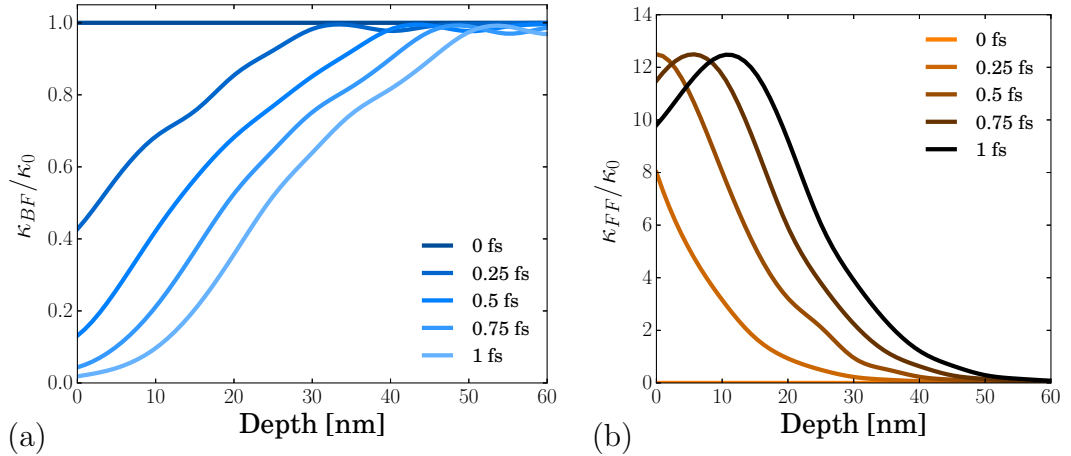 κ_BF/κ_0
1.0
0.8
0.6
0.4
0.2
0.0
0 fs
0.25 fs
0.5 fs
0.75 fs
1 fs
0 10 20 30 40 50 60
Depth [nm]
(a)
κ_FF/κ_0
14
12
10
8
6
4
2
0
0 fs
0.25 fs
0.5 fs
0.75 fs
1 fs
0 10 20 30 40 50 60
Depth [nm]
(b)